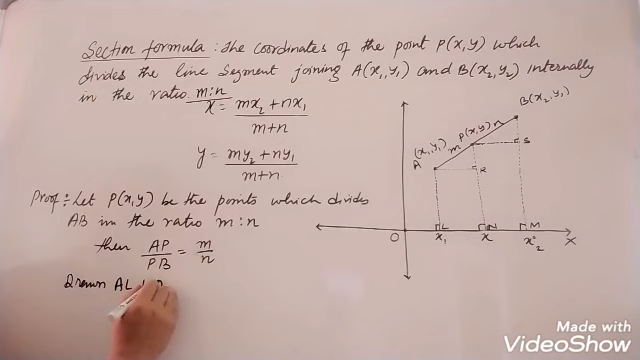 Section formula : The coordinates of the point P(x,y) which
divides the line segment joining A(x₁,y₁) and B(x₂,y₂) internally
in the ratio m:n
x = mx₂+nx₁
m+n
y = my₂+ny₁
m+n.
Proof:- Let P(x,y) be the points which divides
AB in the ratio m:n
then AP/PB = m/n
Drawn AL ⊥
B(x₂,y₂)
P(x,y)
n
m
S
(x₁,y₁)
A
R
L N M
O x₁ x x₂ X
Made with
VideoShow